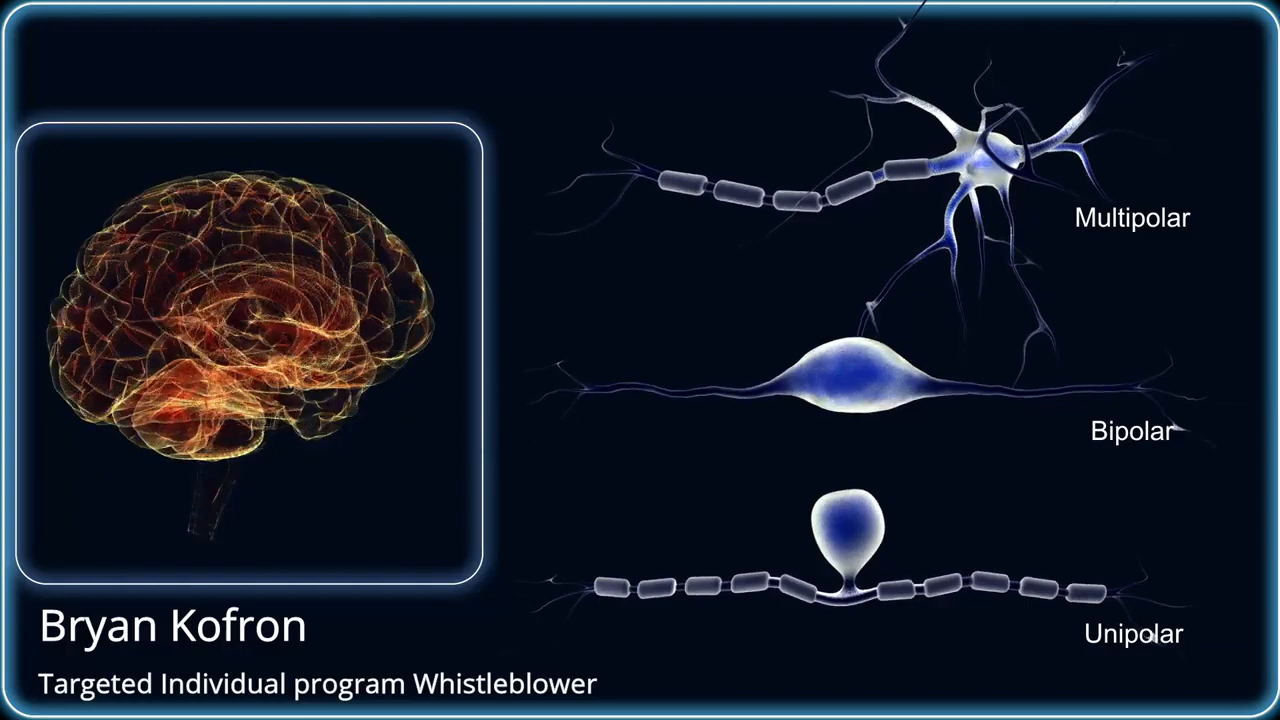 Multipolar
Bipolar
Unipolar
Bryan Kofron
Targeted Individual program Whistleblower